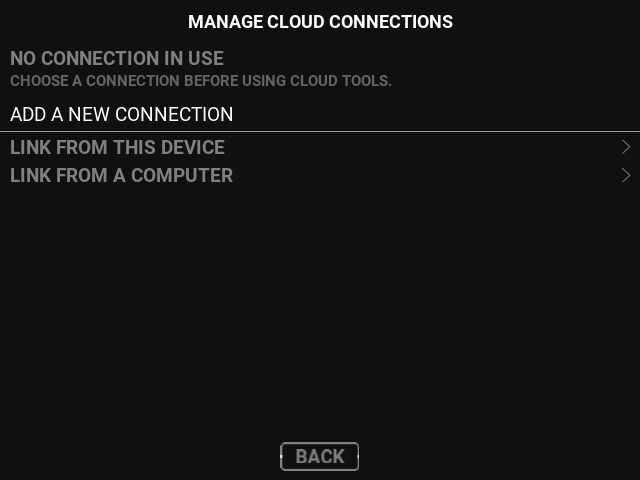 MANAGE CLOUD CONNECTIONS
NO CONNECTION IN USE
CHOOSE A CONNECTION BEFORE USING CLOUD TOOLS.
ADD A NEW CONNECTION
LINK FROM THIS DEVICE
LINK FROM A COMPUTER
BACK